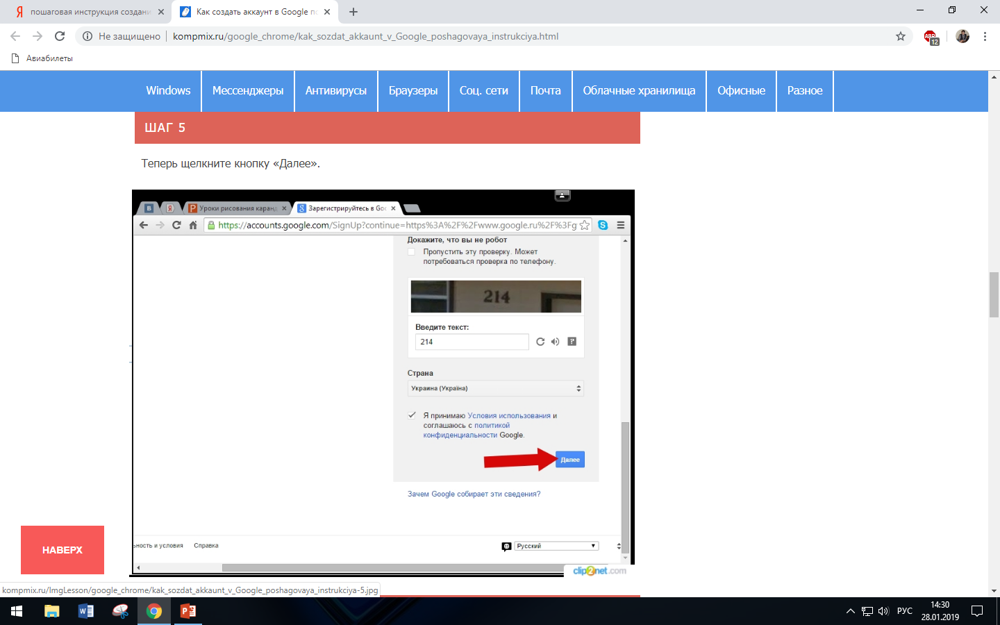 пошаговая инструкция создани
Как создать аккаунт в Google по
Не защищено
kompmix.ru/google_chrome/kak_sozdat_akkaunt_v_Google_poshagovaya_instrukciya.html
ABP
12
Авиабилеты
Windows
Мессенджеры
Антивирусы
Браузеры
Соц. сети
Почта
Облачные хранилища
Офисные
Разное
ШАГ 5
Теперь щелкните кнопку «Далее».
Уроки рисования каранд
Зарегистрируйтесь в Goo
https://accounts.google.com/SignUp?continue=https%3A%2F%2Fwww.google.ru%2F%3Fg
Докажите, что вы не робот
Пропустить эту проверку. Может
потребоваться проверка по телефону.
214
Введите текст:
214
Страна
Украина (Україна)
Я принимаю Условия использования и
соглашаюсь с политикой
конфиденциальности Google.
Далее
Зачем Google собирает эти сведения?
ьность и условия
Справка
Русский
clip2net.com
НАВЕРХ
kompmix.ru/ImgLesson/google_chrome/kak_sozdat_akkaunt_v_Google_poshagovaya_instrukciya-5.jpg
РУС
14:30
28.01.2019